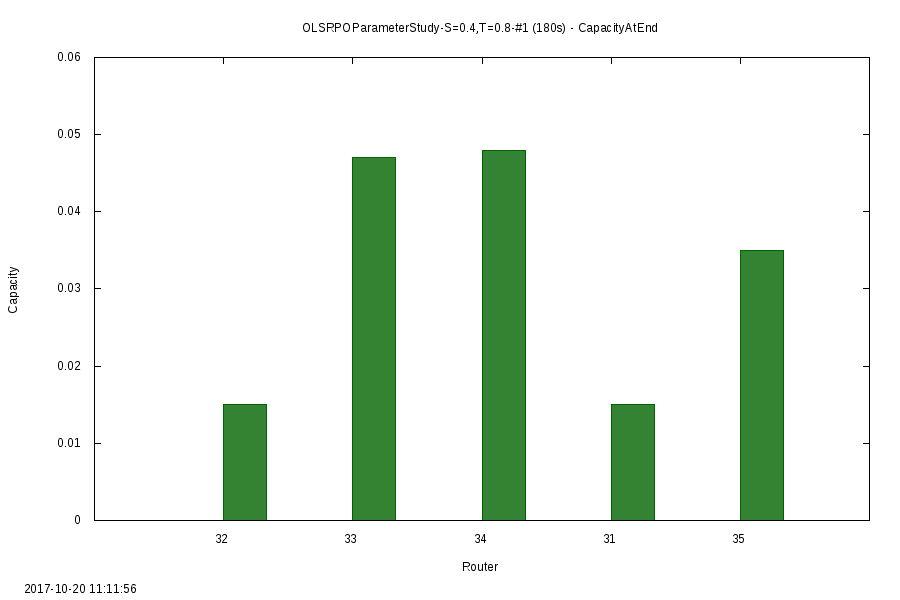 OLSRPOParameterStudy-S=0.4,T=0.8-#1 (180s) - CapacityAtEnd
0.06
0.05
0.04
0.03
0.02
0.01
0
Capacity
32 33 34 31 35
Router
2017-10-20 11:11:56